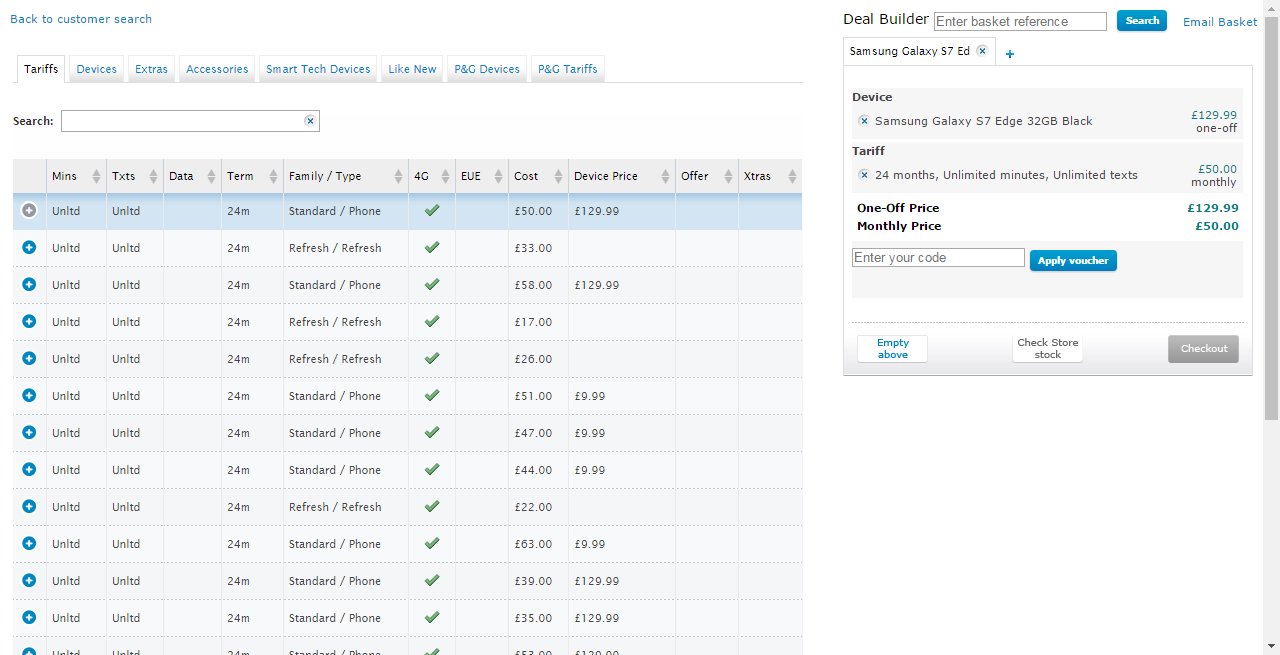 Back to customer search
Tariffs Devices Extras Accessories Smart Tech Devices Like New P&G Devices P&G Tariffs
Search:
Mins Txts Data Term Family / Type 4G EUE Cost Device Price Offer Xtras
Unltd Unltd 24m Standard / Phone £50.00 £129.99
Unltd Unltd 24m Refresh / Refresh £33.00
Unltd Unltd 24m Standard / Phone £58.00 £129.99
Unltd Unltd 24m Refresh / Refresh £17.00
Unltd Unltd 24m Refresh / Refresh £26.00
Unltd Unltd 24m Standard / Phone £51.00 £9.99
Unltd Unltd 24m Standard / Phone £47.00 £9.99
Unltd Unltd 24m Standard / Phone £44.00 £9.99
Unltd Unltd 24m Refresh / Refresh £22.00
Unltd Unltd 24m Standard / Phone £63.00 £9.99
Unltd Unltd 24m Standard / Phone £39.00 £129.99
Unltd Unltd 24m Standard / Phone £35.00 £129.99
Unltd Unltd 24m Standard / Phone £53.00 £129.99
Deal Builder Enter basket reference Search Email Basket
Samsung Galaxy S7 Ed
Device
Samsung Galaxy S7 Edge 32GB Black £129.99
one-off
Tariff
24 months, Unlimited minutes, Unlimited texts £50.00
monthly
One-Off Price £129.99
Monthly Price £50.00
Enter your code Apply voucher
Empty above
Check Store stock
Checkout